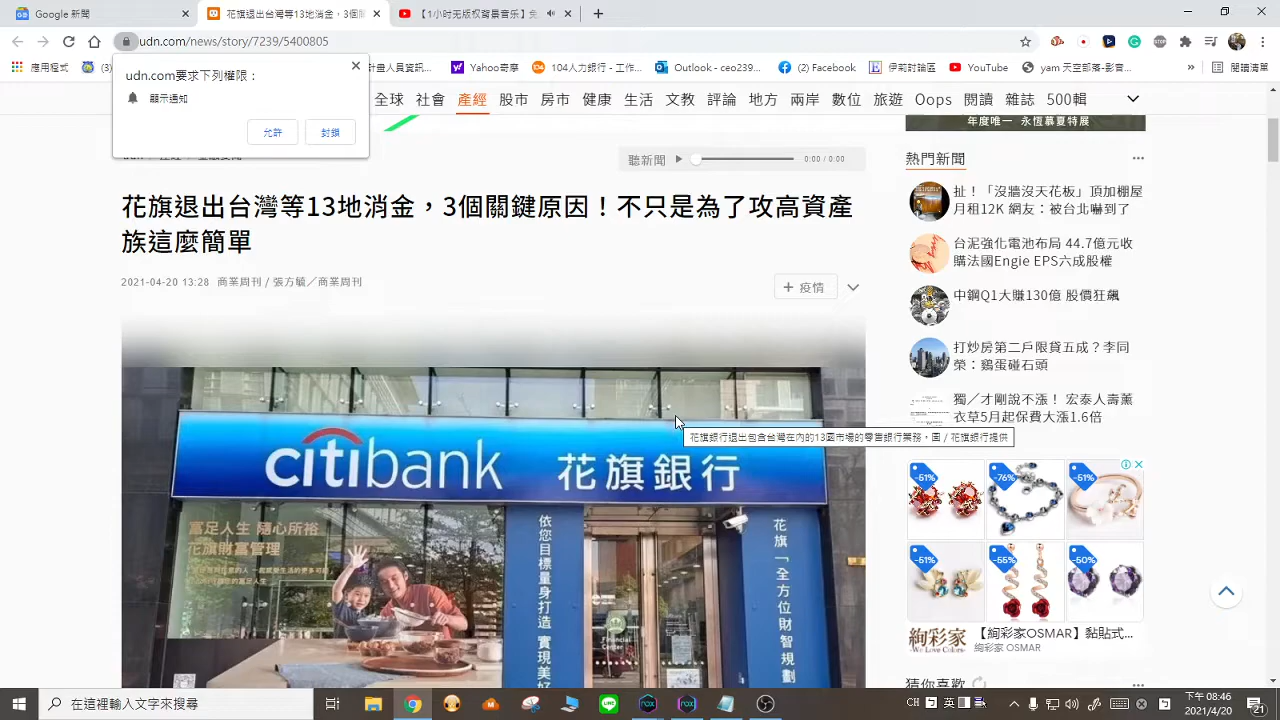 Google 新聞
花旗退出台灣等13地消金，3個關
【1小时无版权背景音乐】免
udn.com/news/story/7239/5400805
應用程式
Yahoo奇摩
104人力銀行 - 工作...
Outlook - ceo239...
(2) Facebook
伊莉討論區
YouTube
yam 天空部落-影音...
»
閱讀清單
udn.com要求下列權限：
顯示通知
允許
封鎖
全球 社會 產經 股市 房市 健康 生活 文教 評論 地方 兩岸 數位 旅遊 Oops 閱讀 雜誌 500輯
年度唯一 永恆慕夏特展
聽新聞
0:00 / 0:00
花旗退出台灣等13地消金，3個關鍵原因！不只是為了攻高資產
族這麼簡單
2021-04-20 13:28 商業周刊 / 張方毓／商業周刊
+ 疫情
熱門新聞
扯！「沒牆沒天花板」頂加棚屋
月租12K 網友：被台北嚇到了
台泥強化電池布局 44.7億元收
購法國Engie EPS六成股權
中鋼Q1大賺130億 股價狂飆
打炒房第二戶限貸五成？李同
榮：鷄蛋碰石頭
獨／才剛說不漲！ 宏泰人壽薰
衣草5月起保費大漲1.6倍
花旗銀行退出包含台灣在內的13國市場的零售銀行業務。圖 / 花旗銀行提供
citibank 花旗銀行
富足人生 隨心所裕
花旗財富管理
依您目標量身打造 實現美好
花旗「全方位財智規劃
Financial
Center
-51%
-76%
-51%
-51%
-55%
-50%
絢彩家
We Love Colors
【絢彩家OSMAR】黏貼式...
絢彩家 OSMAR
猜你喜歡
在這裡輸入文字來搜尋
CH
下午 08:46
2021/4/20